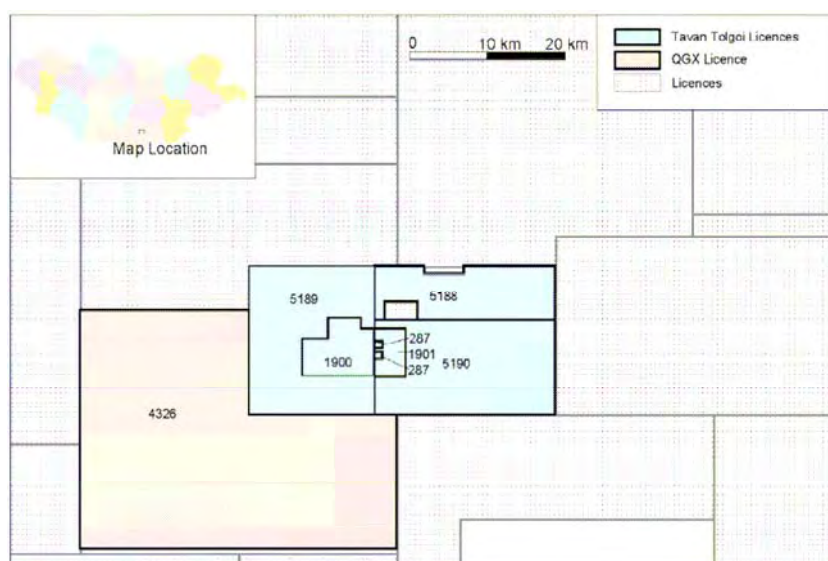 Map Location
0 10 km 20 km
Tavan Tolgoi Licences
QGX Licence
Licences
5189
5188
287
1901
1900
5190
287
4326